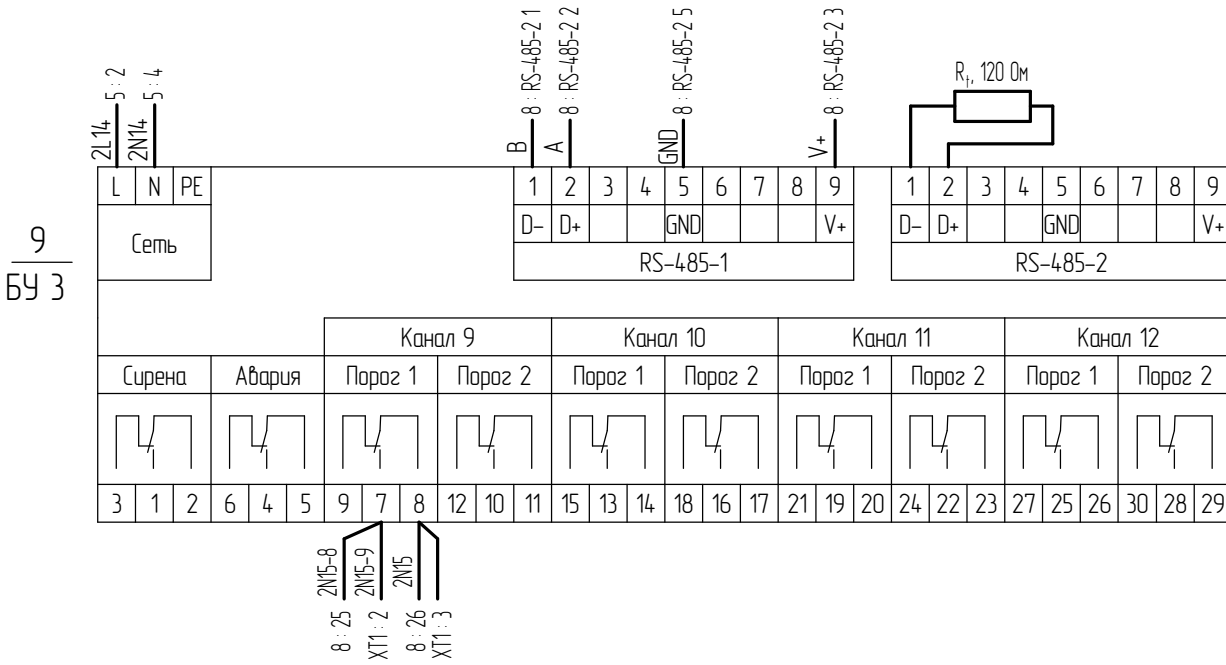 5 : 2
5 : 4
8 : RS-485-2 1
8 : RS-485-2 2
8 : RS-485-2 5
8 : RS-485-2 3
Rt, 120 Ом
2L14
2N14
B
A
GND
V+
L N PE
1 2 3 4 5 6 7 8 9
1 2 3 4 5 6 7 8 9
D- D+ GND V+
D- D+ GND V+
Сеть
RS-485-1
RS-485-2
9
БУ 3
Канал 9
Канал 10
Канал 11
Канал 12
Сирена
Авария
Порог 1
Порог 2
Порог 1
Порог 2
Порог 1
Порог 2
Порог 1
Порог 2
3 1 2 6 4 5 9 7 8 12 10 11 15 13 14 18 16 17 21 19 20 24 22 23 27 25 26 30 28 29
2N15-8
2N15-9
2N15
8 : 25
XT1 : 2
8 : 26
XT1 : 3